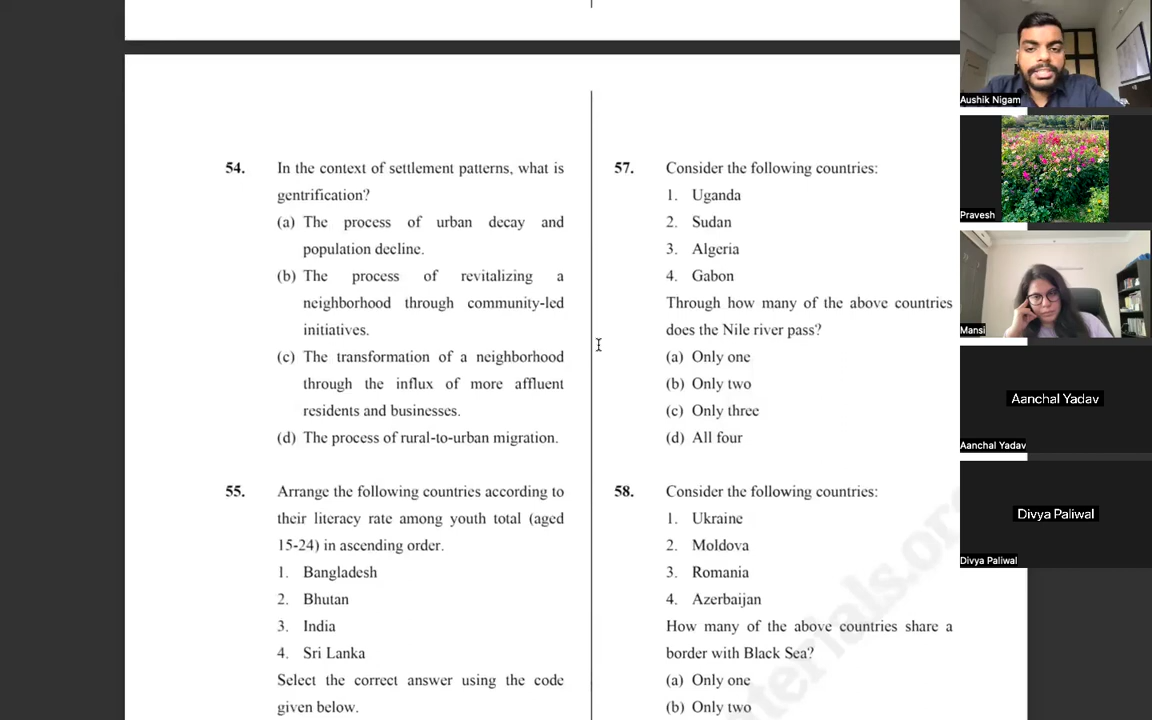 54. In the context of settlement patterns, what is
gentrification?
(a) The process of urban decay and
population decline.
(b) The process of revitalizing a
neighborhood through community-led
initiatives.
(c) The transformation of a neighborhood
through the influx of more affluent
residents and businesses.
(d) The process of rural-to-urban migration.
55. Arrange the following countries according to
their literacy rate among youth total (aged
15-24) in ascending order.
1. Bangladesh
2. Bhutan
3. India
4. Sri Lanka
Select the correct answer using the code
given below.
57. Consider the following countries:
1. Uganda
2. Sudan
3. Algeria
4. Gabon
Through how many of the above countries
does the Nile river pass?
(a) Only one
(b) Only two
(c) Only three
(d) All four
58. Consider the following countries:
1. Ukraine
2. Moldova
3. Romania
4. Azerbaijan
How many of the above countries share a
border with Black Sea?
(a) Only one
(b) Only two
Aushik Nigam
Pravesh
Mansi
Aanchal Yadav
Aanchal Yadav
Divya Paliwal
Divya Paliwal